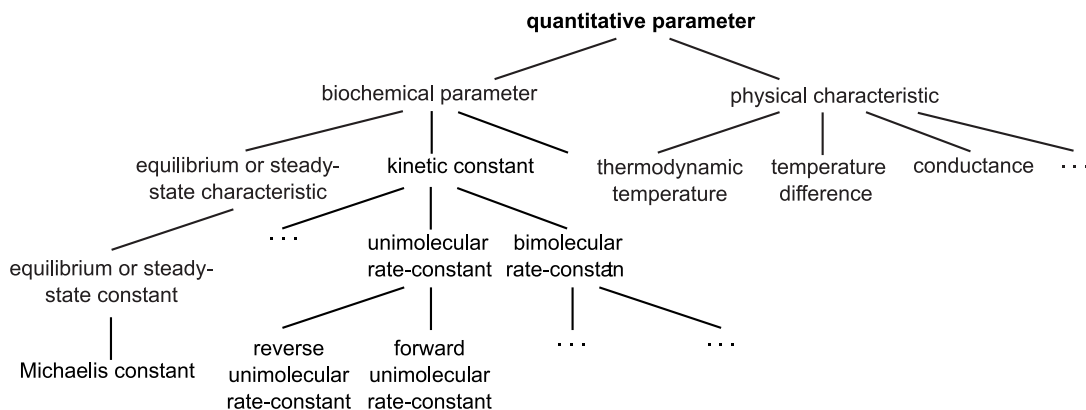 quantitative parameter
biochemical parameter
physical characteristic
equilibrium or steady-
state characteristic
kinetic constant
thermodynamic
temperature
temperature
difference
conductance
...
...
unimolecular
rate-constant
bimolecular
rate-constan
equilibrium or steady-
state constant
Michaelis constant
reverse
unimolecular
rate-constant
forward
unimolecular
rate-constant
...
...